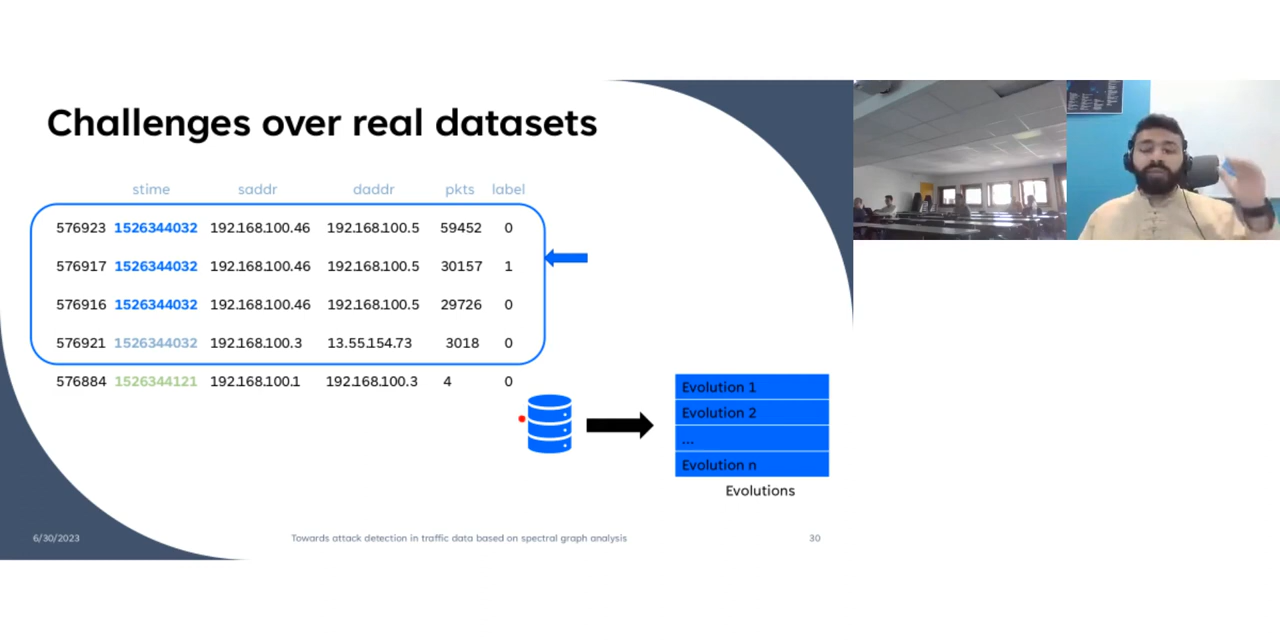 Challenges over real datasets
stime saddr daddr pkts label
576923 1526344032 192.168.100.46 192.168.100.5 59452 0
576917 1526344032 192.168.100.46 192.168.100.5 30157 1
576916 1526344032 192.168.100.46 192.168.100.5 29726 0
576921 1526344032 192.168.100.3 13.55.154.73 3018 0
576884 1526344121 192.168.100.1 192.168.100.3 4 0
Evolution 1
Evolution 2
...
Evolution n
Evolutions
6/30/2023 Towards attack detection in traffic data based on spectral graph analysis 30